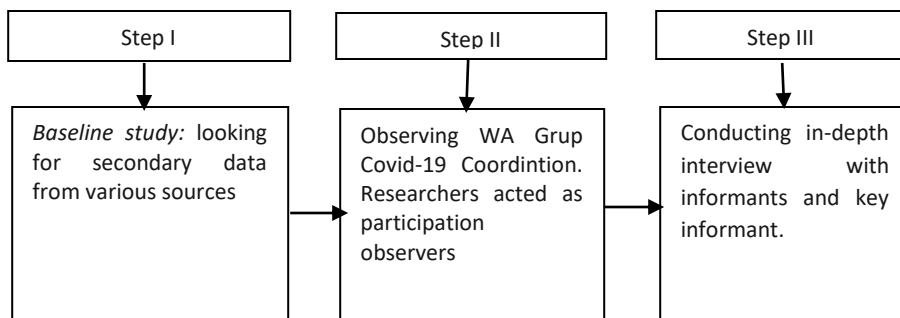 Step I
Step II
Step III
Baseline study: looking
for secondary data
from various sources
Observing WA Grup
Covid-19 Coordintion.
Researchers acted as
participation
observers
Conducting in-depth
interview with
informants and key
informant.